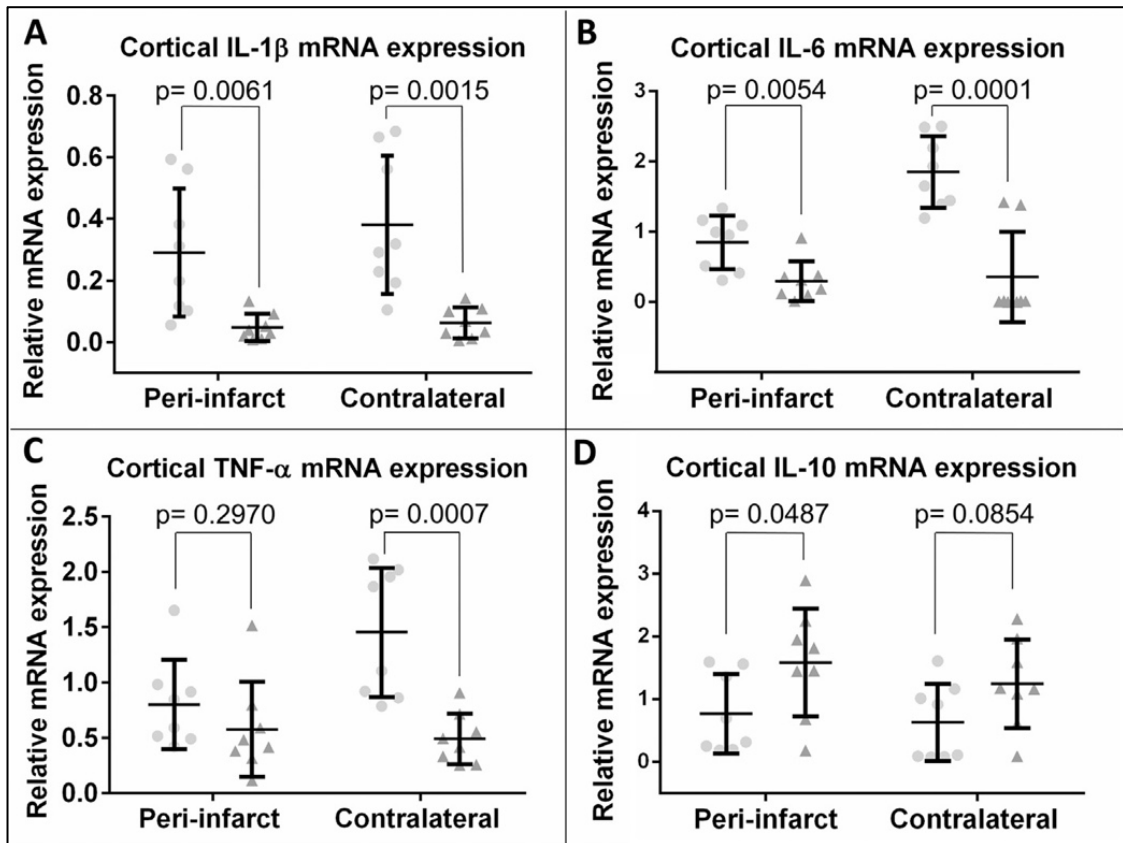 A
Cortical IL-1β mRNA expression
p= 0.0061
p= 0.0015
Relative mRNA expression
0.8
0.6
0.4
0.2
0.0
Peri-infarct
Contralateral
B
Cortical IL-6 mRNA expression
p= 0.0054
p= 0.0001
Relative mRNA expression
3
2
1
0
Peri-infarct
Contralateral
C
Cortical TNF-α mRNA expression
p= 0.2970
p= 0.0007
Relative mRNA expression
2.5
2.0
1.5
1.0
0.5
0.0
Peri-infarct
Contralateral
D
Cortical IL-10 mRNA expression
p= 0.0487
p= 0.0854
Relative mRNA expression
4
3
2
1
0
Peri-infarct
Contralateral